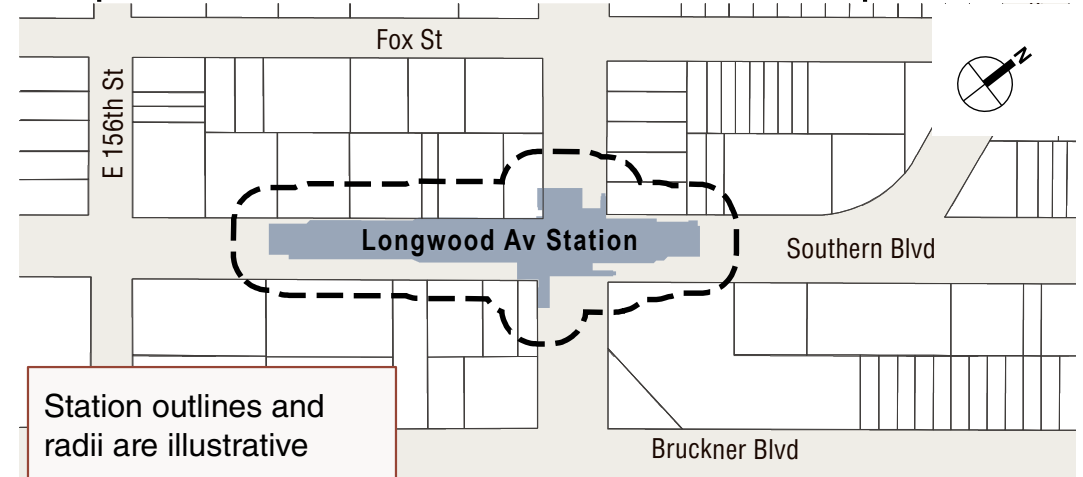 Fox St
N
E 156th St
Longwood Av Station
Southern Blvd
Station outlines and
radii are illustrative
Bruckner Blvd